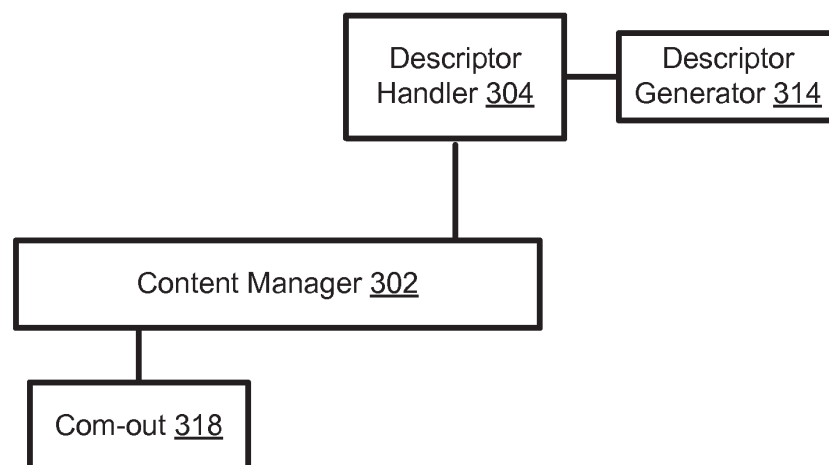 Descriptor
Handler 304
Descriptor
Generator 314
Content Manager 302
Com-out 318